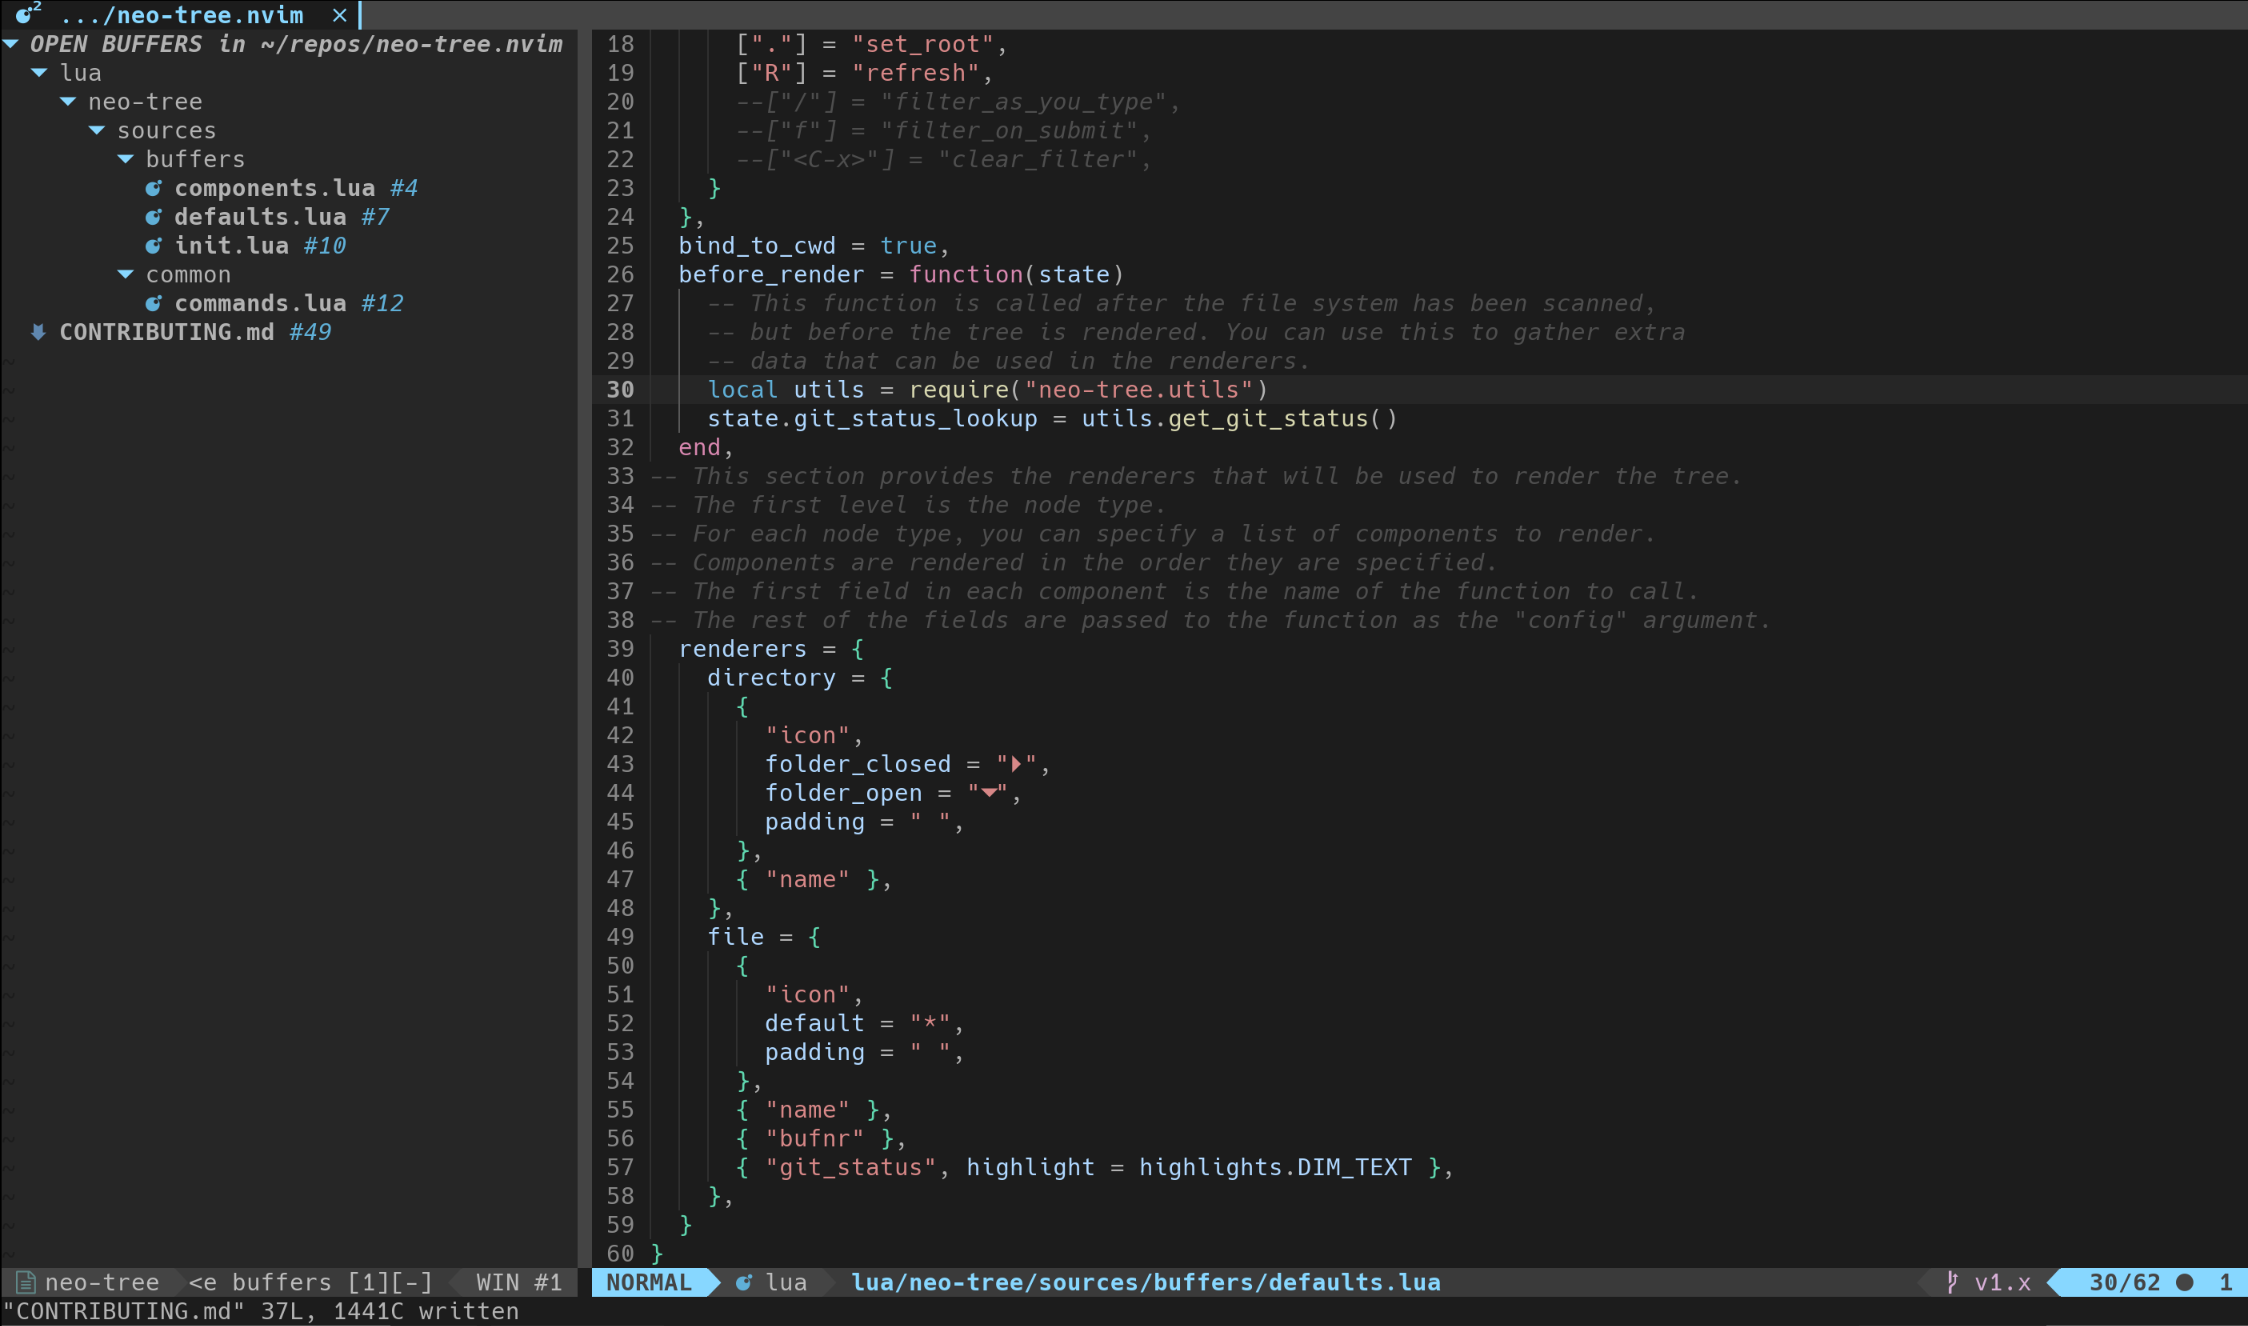 2 .../neo-tree.nvim ×
OPEN BUFFERS in ~/repos/neo-tree.nvim
lua
neo-tree
sources
buffers
components.lua #4
defaults.lua #7
init.lua #10
common
commands.lua #12
CONTRIBUTING.md #49
18 ["."] = "set_root",
19 ["R"] = "refresh",
20 --["/"] = "filter_as_you_type",
21 --["f"] = "filter_on_submit",
22 --["<C-x>"] = "clear_filter",
23 }
24 },
25 bind_to_cwd = true,
26 before_render = function(state)
27 -- This function is called after the file system has been scanned,
28 -- but before the tree is rendered. You can use this to gather extra
29 -- data that can be used in the renderers.
30 local utils = require("neo-tree.utils")
31 state.git_status_lookup = utils.get_git_status()
32 end,
33 -- This section provides the renderers that will be used to render the tree.
34 -- The first level is the node type.
35 -- For each node type, you can specify a list of components to render.
36 -- Components are rendered in the order they are specified.
37 -- The first field in each component is the name of the function to call.
38 -- The rest of the fields are passed to the function as the "config" argument.
39 renderers = {
40 directory = {
41 {
42 "icon",
43 folder_closed = "▸",
44 folder_open = "▾",
45 padding = " ",
46 },
47 { "name" },
48 },
49 file = {
50 {
51 "icon",
52 default = "*",
53 padding = " ",
54 },
55 { "name" },
56 { "bufnr" },
57 { "git_status", highlight = highlights.DIM_TEXT },
58 },
59 }
60 }
neo-tree <e buffers [1][-] WIN #1
NORMAL lua lua/neo-tree/sources/buffers/defaults.lua v1.x 30/62 ● 1
"CONTRIBUTING.md" 37L, 1441C written